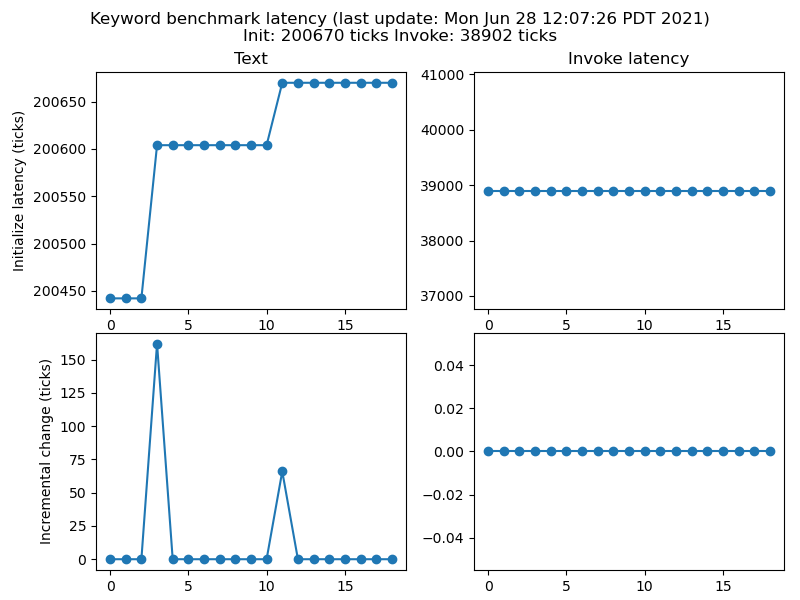 Keyword benchmark latency (last update: Mon Jun 28 12:07:26 PDT 2021)
Init: 200670 ticks Invoke: 38902 ticks
Text
Initialize latency (ticks)
200650
200600
200550
200500
200450
0 5 10 15
Invoke latency
41000
40000
39000
38000
37000
0 5 10 15
Incremental change (ticks)
150
125
100
75
50
25
0
0 5 10 15
0.04
0.02
0.00
−0.02
−0.04
0 5 10 15